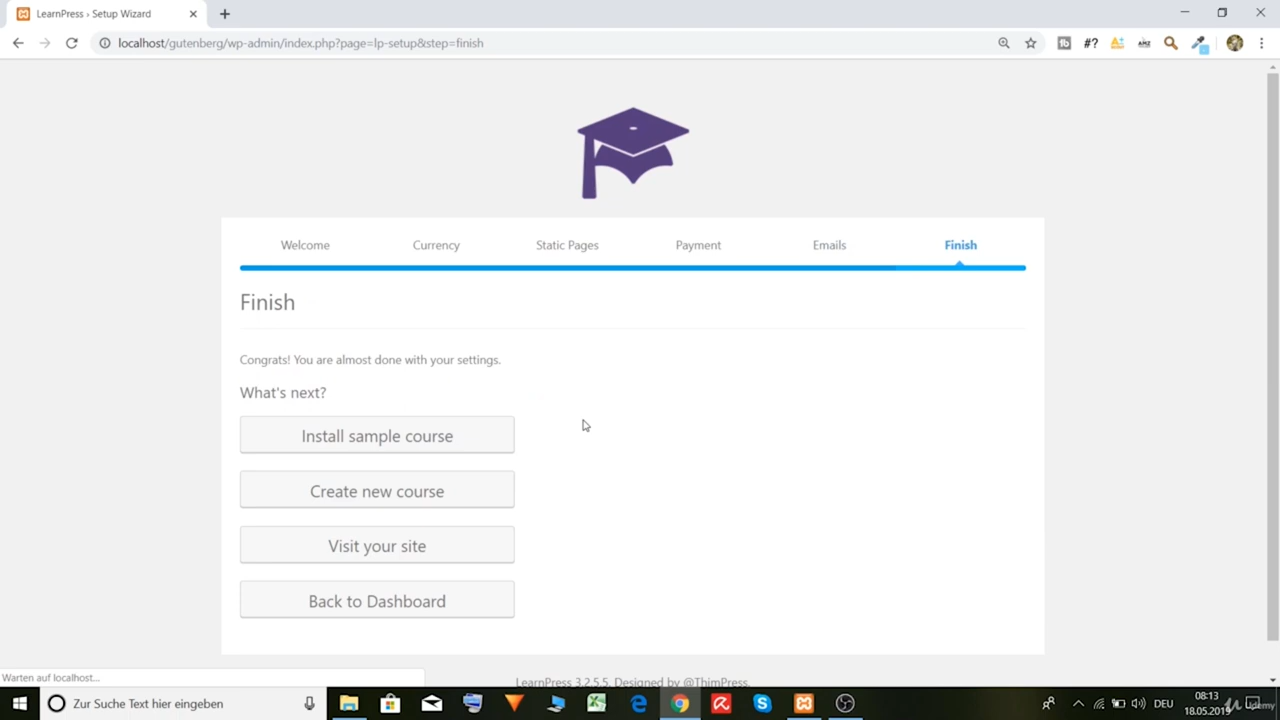 LearnPress › Setup Wizard
localhost/gutenberg/wp-admin/index.php?page=lp-setup&step=finish
#?
Welcome
Currency
Static Pages
Payment
Emails
Finish
Finish
Congrats! You are almost done with your settings.
What's next?
Install sample course
Create new course
Visit your site
Back to Dashboard
Warten auf localhost...
LearnPress 3.2.5.5. Designed by @ThimPress.
Zur Suche Text hier eingeben
DEU
08:13
18.05.2019
Udemy